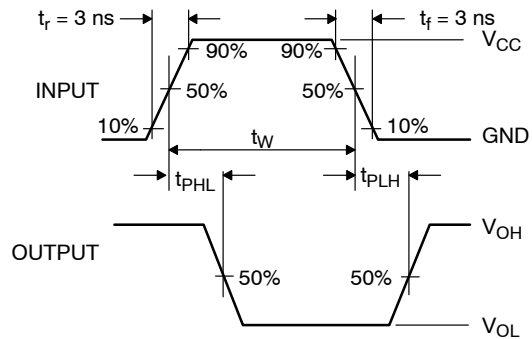 tr = 3 ns
tf = 3 ns
VCC
90%
90%
INPUT
50%
50%
10%
10%
tW
GND
tPHL
tPLH
VOH
OUTPUT
50%
50%
VOL